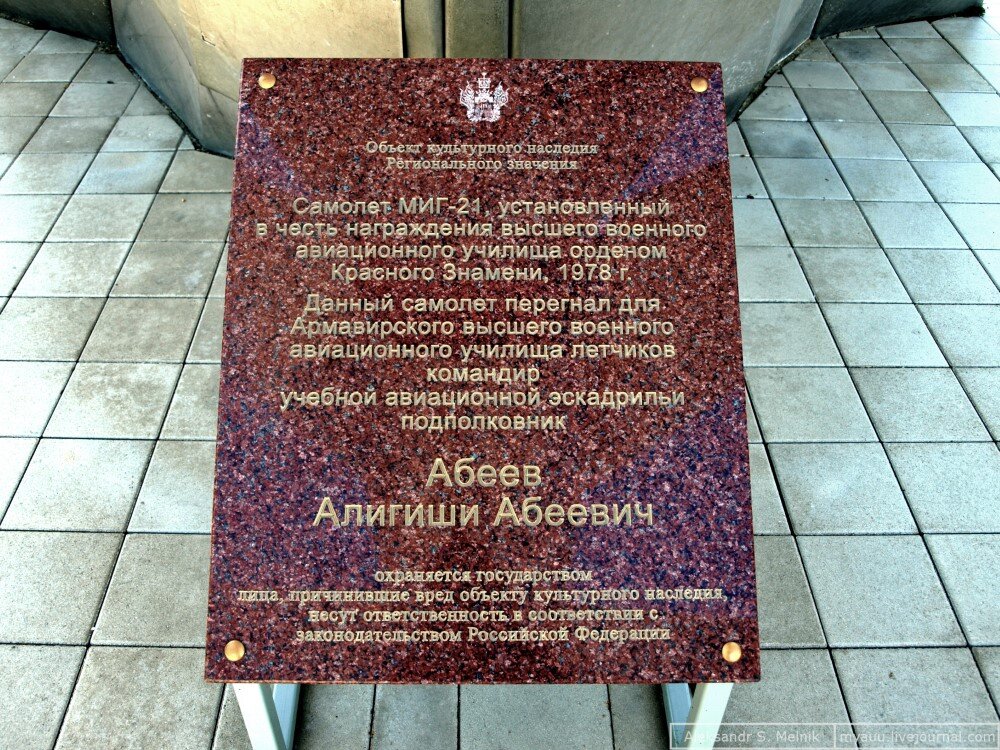 Объект культурного наследия
Регионального значения
Самолет МИГ-21, установленный
в честь награждения высшего военного
авиационного училища орденом
Красного Знамени, 1978 г.
Данный самолет перегнал для
Армавирского высшего военного
авиационного училища летчиков
командир
учебной авиационной эскадрильи
подполковник
Абеев
Алигиши Абеевич
охраняется государством
лица, причинившие вред объекту культурного наследия,
несут ответственность в соответствии с
законодательством Российской Федерации
Aleksandr S. Melnik myauu.livejournal.com